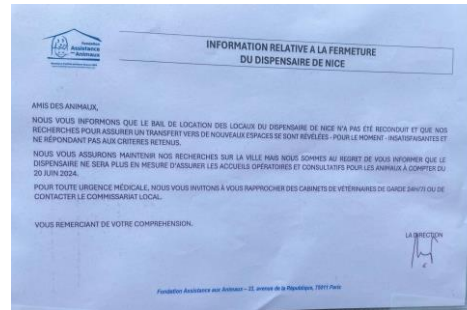 Fondation
Assistance
aux Animaux
INFORMATION RELATIVE A LA FERMETURE
DU DISPENSAIRE DE NICE
AMIS DES ANIMAUX,
NOUS VOUS INFORMONS QUE LE BAIL DE LOCATION DES LOCAUX DU DISPENSAIRE DE NICE N'A PAS ÉTÉ RECONDUIT ET QUE NOS
RECHERCHES POUR ASSURER UN TRANSFERT VERS DE NOUVEAUX ESPACES SE SONT RÉVÉLÉES - POUR LE MOMENT - INSATISFAISANTES ET
NE RÉPONDANT PAS AUX CRITERES RETENUS.
NOUS VOUS ASSURONS MAINTENIR NOS RECHERCHES SUR LA VILLE MAIS NOUS SOMMES AU REGRET DE VOUS INFORMER QUE LE
DISPENSAIRE NE SERA PLUS EN MESURE D'ASSURER LES ACCUEILS OPÉRATOIRES ET CONSULTATIFS POUR LES ANIMAUX À COMPTER DU
20 JUIN 2024.
POUR TOUTE URGENCE MÉDICALE, NOUS VOUS INVITONS À VOUS RAPPROCHER DES CABINETS DE VÉTÉRINAIRES DE GARDE 24H/7J OU DE
CONTACTER LE COMMISSARIAT LOCAL.
VOUS REMERCIANT DE VOTRE COMPREHENSION.
LA DIRECTION
Fondation Assistance aux Animaux – 23, avenue de la République, 75011 Paris